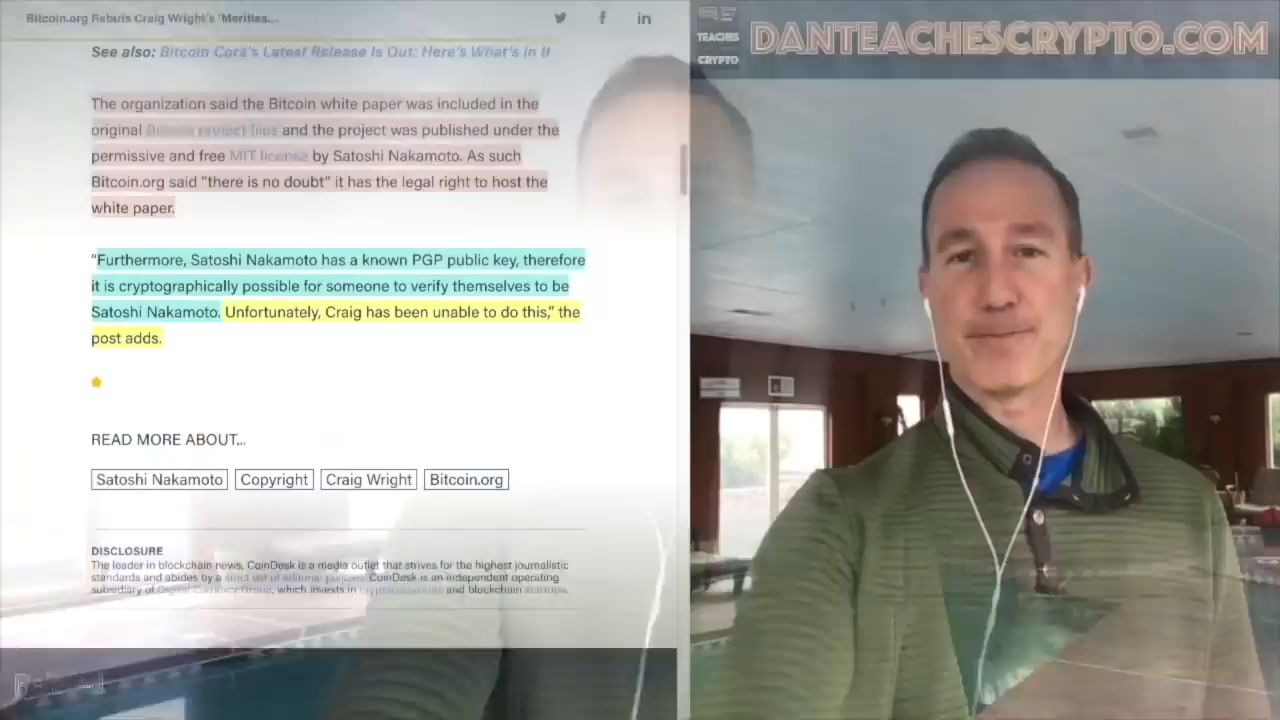 Bitcoin.org Rebuts Craig Wright's 'Meritles...
See also: Bitcoin Core's Latest Release Is Out: Here's What's in It
The organization said the Bitcoin white paper was included in the
original Bitcoin project files and the project was published under the
permissive and free MIT license by Satoshi Nakamoto. As such
Bitcoin.org said "there is no doubt" it has the legal right to host the
white paper.
"Furthermore, Satoshi Nakamoto has a known PGP public key, therefore
it is cryptographically possible for someone to verify themselves to be
Satoshi Nakamoto. Unfortunately, Craig has been unable to do this," the
post adds.
READ MORE ABOUT...
Satoshi Nakamoto Copyright Craig Wright Bitcoin.org
DISCLOSURE
The leader in blockchain news, CoinDesk is a media outlet that strives for the highest journalistic
standards and abides by a strict set of editorial policies. CoinDesk is an independent operating
subsidiary of Digital Currency Group, which invests in cryptocurrencies and blockchain startups.
TEACHES
CRYPTO
DANTEACHESCRYPTO.COM